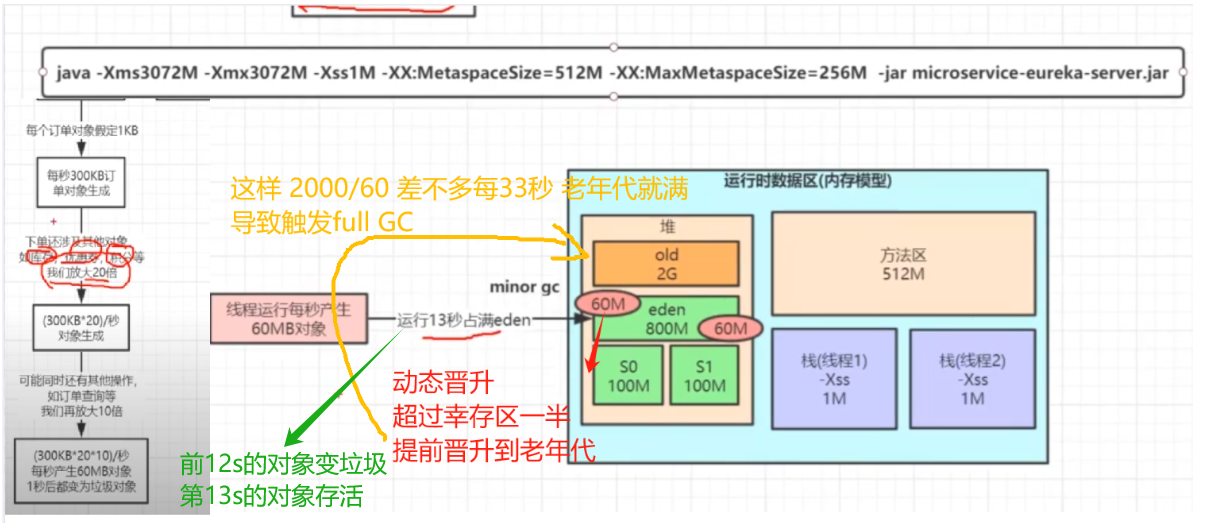 java -Xms3072M -Xmx3072M -Xss1M -XX:MetaspaceSize=512M -XX:MaxMetaspaceSize=256M -jar microservice-eureka-server.jar
每个订单对象假定1KB
每秒300KB订
单对象生成
下单还涉及其他对象
如库存，优惠券，积分等
我们放大20倍
(300KB*20)/秒
对象生成
可能同时还有其他操作，
如订单查询等
我们再放大10倍
(300KB*20*10)/秒
每秒产生60MB对象
1秒后都变为垃圾对象
这样 2000/60 差不多每33秒 老年代就满
导致触发full GC
线程运行每秒产生
60MB对象
运行13秒占满eden
minor gc
动态晋升
超过幸存区一半
提前晋升到老年代
前12s的对象变垃圾
第13s的对象存活
运行时数据区(内存模型)
堆
old
2G
60M
eden
800M
60M
S0
100M
S1
100M
方法区
512M
栈(线程1)
-Xss
1M
栈(线程2)
-Xss
1M